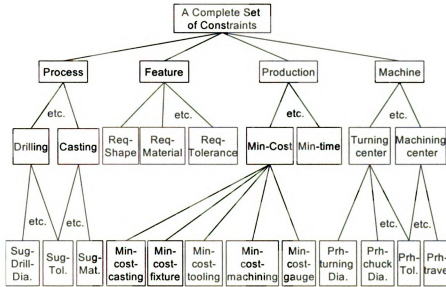 A Complete Set
of Constraints
Process
Feature
Production
Machine
etc.
etc.
etc.
etc.
Drilling
Casting
Req-
Shape
Req-
Material
Req-
Tolerance
Min-Cost
Min-time
Turning
center
Machining
center
etc.
etc.
etc.
etc.
Sug-
Drill-
Dia.
Sug-
Tol.
Sug-
Mat.
Min-
cost-
casting
Min-
cost-
fixture
Min-
cost-
tooling
Min-
cost-
machining
Min-
cost-
gauge
Prh-
turning
Dia.
Prh-
chuck
Dia.
Prh-
Tol.
Prh-
travel